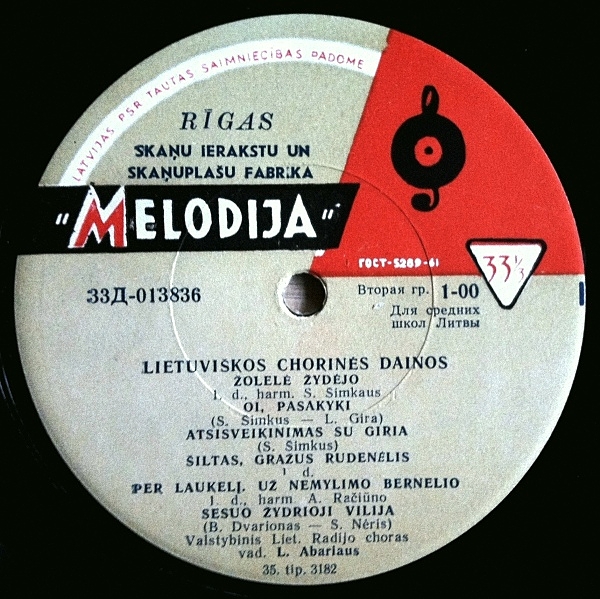 LATVIJAS PSR TAUTAS SAIMNIECĪBAS PADOME
RĪGAS
SKAŅU IERAKSTU UN
SKAŅUPLAŠU FABRIKA
"MELODIJA"
ГОСТ-5289-61
33⅓
33Д-013836
Вторая гр. 1-00
Для средних
школ Литвы
LIETUVIŠKOS CHORINĖS DAINOS
ŽOLELĖ ŽYDĖJO
l. d., harm. S. Šimkaus
OI, PASAKYKI
(S. Šimkus — L. Gira)
ATSISVEIKINIMAS SU GIRIA
(S. Šimkus)
ŠILTAS, GRAŽUS RUDENĖLIS
l d.
PER LAUKELĮ. UŽ NEMYLIMO BERNELIO
l. d., harm A. Račiūno
SESUO ŽYDRIOJI VILIJA
(B. Dvarionas — S. Nėris)
Valstybinis Liet. Radijo choras
vad. L. Abariaus
35. tip. 3182